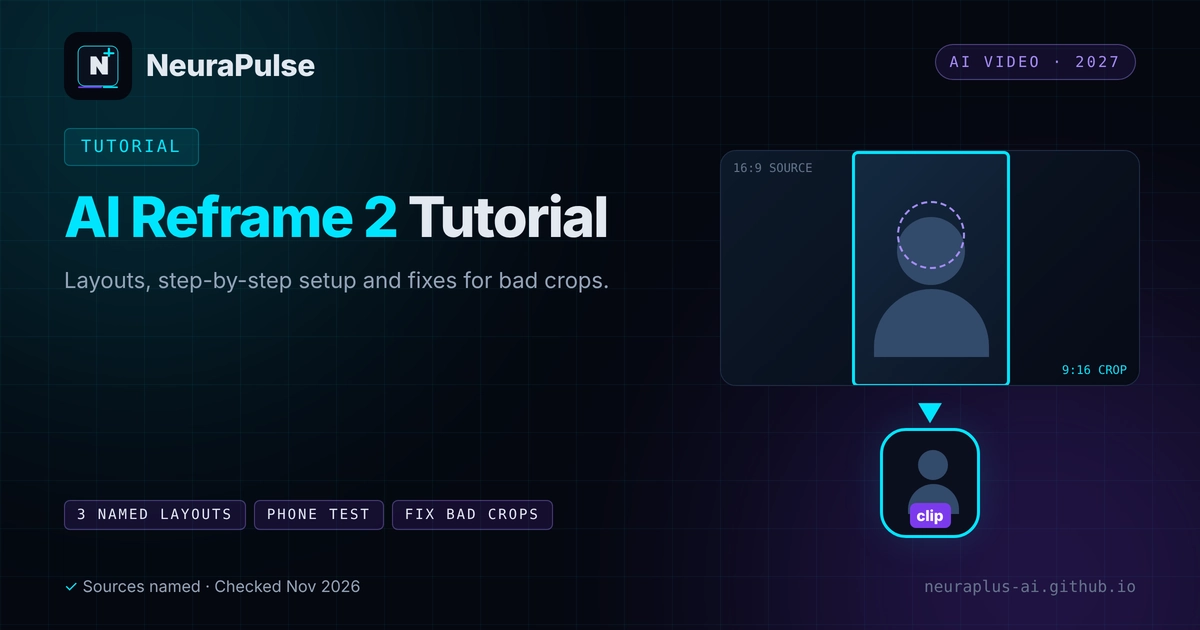 N
NeuraPulse
AI VIDEO · 2027
TUTORIAL
AI Reframe 2 Tutorial
Layouts, step-by-step setup and fixes for bad crops.
16:9 SOURCE
9:16 CROP
clip
3 NAMED LAYOUTS
PHONE TEST
FIX BAD CROPS
✓ Sources named · Checked Nov 2026
neuraplus-ai.github.io